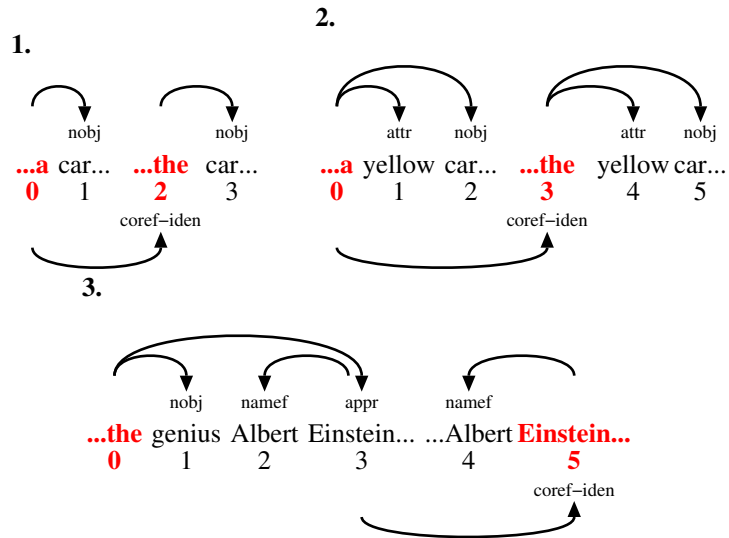 1.
nobj nobj
...a car... ...the car...
0 1 2 3
coref-iden
2.
attr nobj attr nobj
...a yellow car... ...the yellow car...
0 1 2 3 4 5
coref-iden
3.
nobj namef appr namef
...the genius Albert Einstein... ...Albert Einstein...
0 1 2 3 4 5
coref-iden